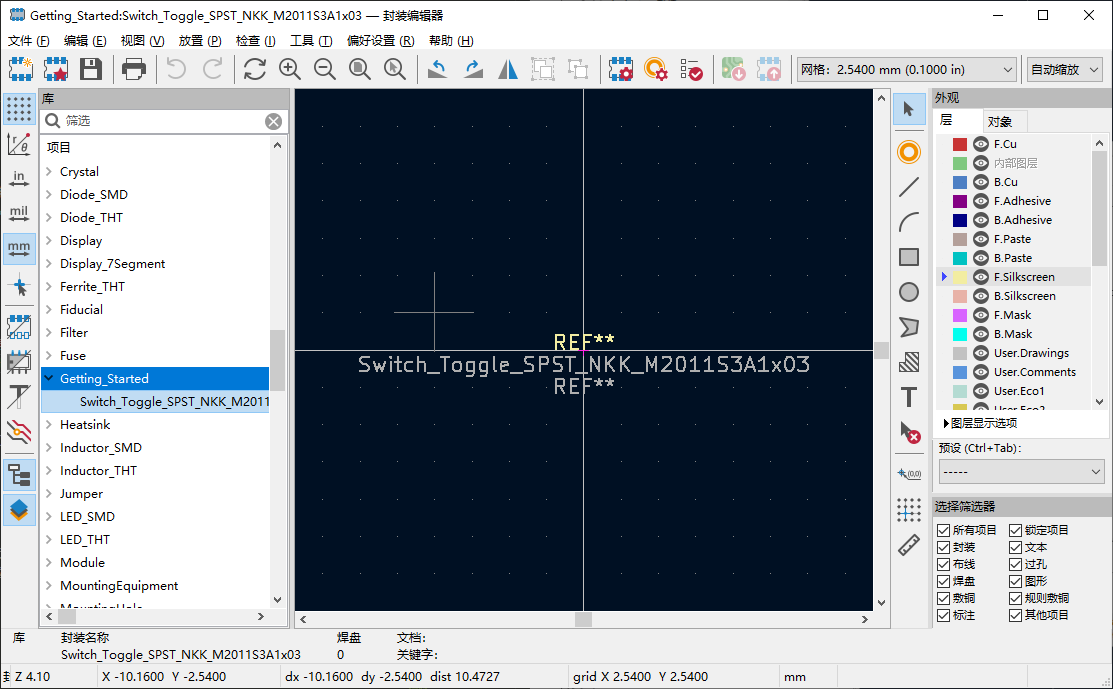 Getting_Started:Switch_Toggle_SPST_NKK_M2011S3A1x03 — 封装编辑器
文件 (F) 编辑 (E) 视图 (V) 放置 (P) 检查 (I) 工具 (T) 偏好设置 (R) 帮助 (H)
网格: 2.5400 mm (0.1000 in)
自动缩放
库
筛选
项目
Crystal
Diode_SMD
Diode_THT
Display
Display_7Segment
Ferrite_THT
Fiducial
Filter
Fuse
Getting_Started
Switch_Toggle_SPST_NKK_M2011
Heatsink
Inductor_SMD
Inductor_THT
Jumper
LED_SMD
LED_THT
Module
MountingEquipment
MountingHole
in
mil
mm
REF**
Switch_Toggle_SPST_NKK_M2011S3A1x03
REF**
(0,0)
外观
层 对象
F.Cu
内部图层
B.Cu
F.Adhesive
B.Adhesive
F.Paste
B.Paste
F.Silkscreen
B.Silkscreen
F.Mask
B.Mask
User.Drawings
User.Comments
User.Eco1
User.Eco2
图层显示选项
预设 (Ctrl+Tab):
-----
选择筛选器
所有项目 锁定项目
封装 文本
布线 过孔
焊盘 图形
敷铜 规则敷铜
标注 其他项目
库 封装名称 焊盘 文档:
Switch_Toggle_SPST_NKK_M2011S3A1x03 0 关键字:
Z 4.10 X -10.1600 Y -2.5400 dx -10.1600 dy -2.5400 dist 10.4727 grid X 2.5400 Y 2.5400 mm